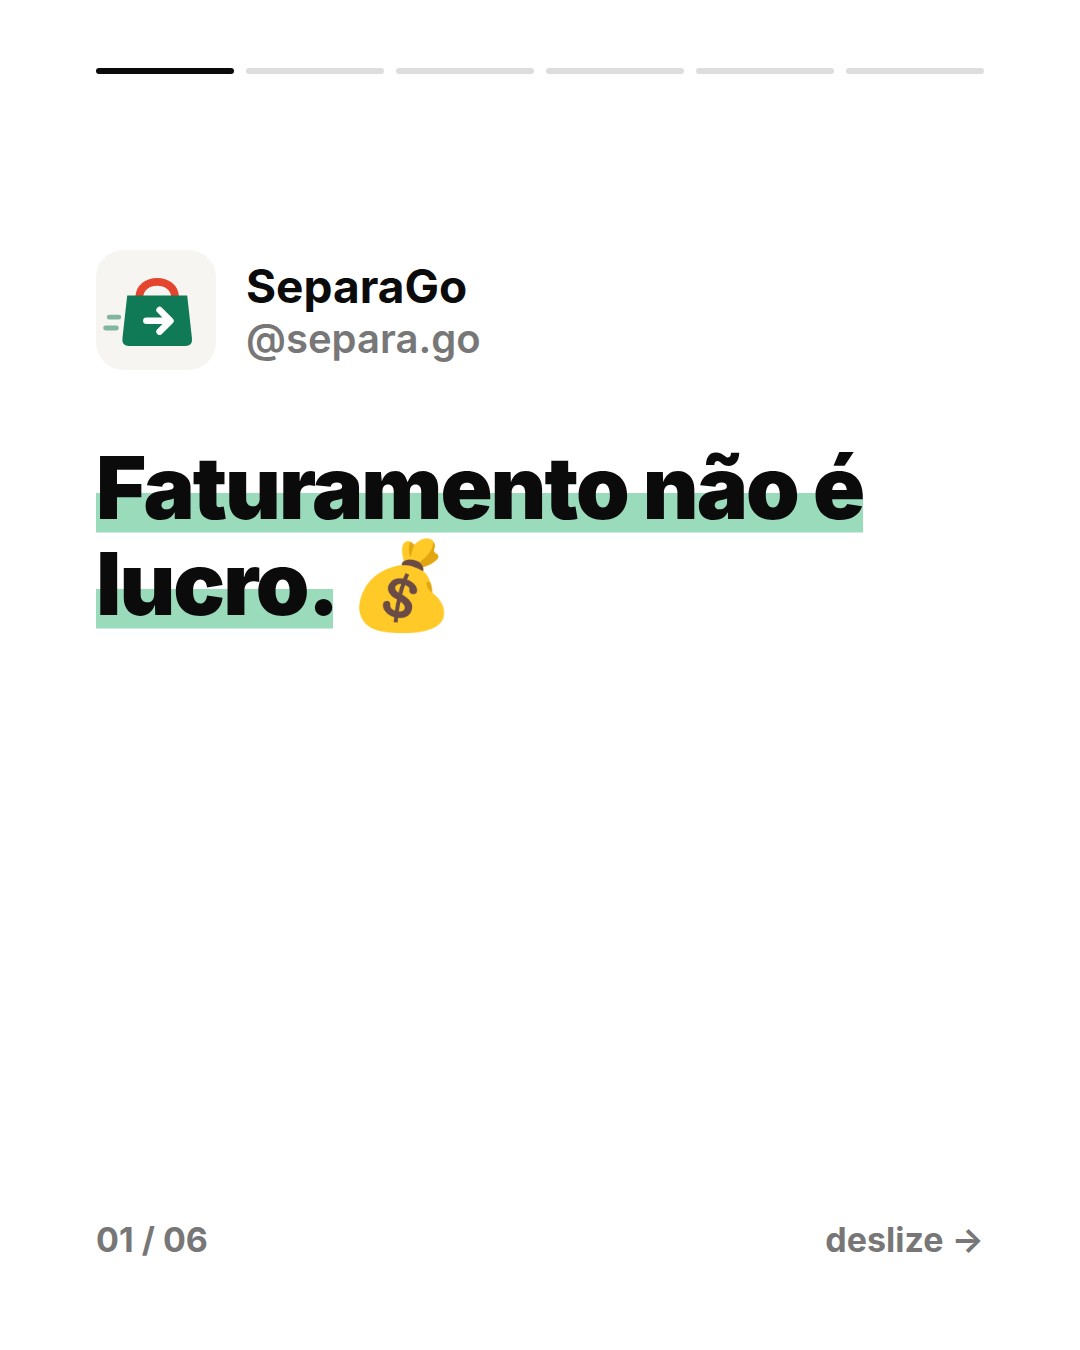 SeparaGo
@separa.go
Faturamento não é
lucro. 💰
01 / 06
deslize →